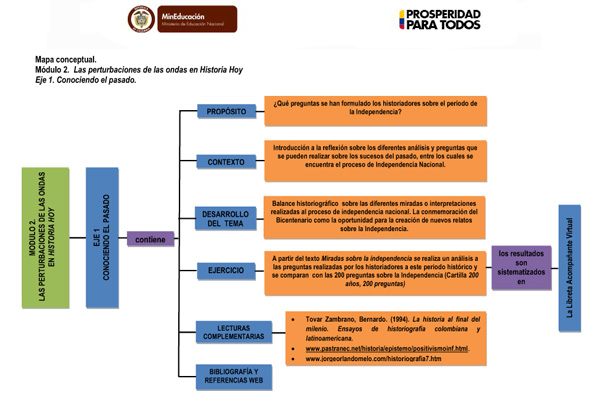 MinEducación
Ministerio de Educación Nacional
PROSPERIDAD
PARA TODOS
Mapa conceptual.
Módulo 2. Las perturbaciones de las ondas en Historia Hoy
Eje 1. Conociendo el pasado.
MODULO 2.
LAS PERTURBACIONES DE LAS ONDAS
EN HISTORIA HOY
EJE 1
CONOCIENDO EL PASADO
contiene
PROPÓSITO
¿Qué preguntas se han formulado los historiadores sobre el período de
la Independencia?
CONTEXTO
Introducción a la reflexión sobre los diferentes análisis y preguntas que
se pueden realizar sobre los sucesos del pasado, entre los cuales se
encuentra el proceso de Independencia Nacional.
DESARROLLO
DEL TEMA
Balance historiográfico sobre las diferentes miradas o interpretaciones
realizadas al proceso de independencia nacional. La conmemoración del
Bicentenario como la oportunidad para la creación de nuevos relatos
sobre la Independencia.
EJERCICIO
A partir del texto Miradas sobre la independencia se realiza un análisis a
las preguntas realizadas por los historiadores a este periodo histórico y
se comparan con las 200 preguntas sobre la Independencia (Cartilla 200
años, 200 preguntas)
los resultados
son
sistematizados
en
La Libreta Acompañante Virtual
LECTURAS
COMPLEMENTARIAS
• Tovar Zambrano, Bernardo. (1994). La historia al final del
milenio. Ensayos de historiografía colombiana y
latinoamericana.
• www.pastranec.net/historia/epistemo/positivismoinf.html.
• www.jorgeorlandomelo.com/historiografia7.htm
BIBLIOGRAFÍA Y
REFERENCIAS WEB